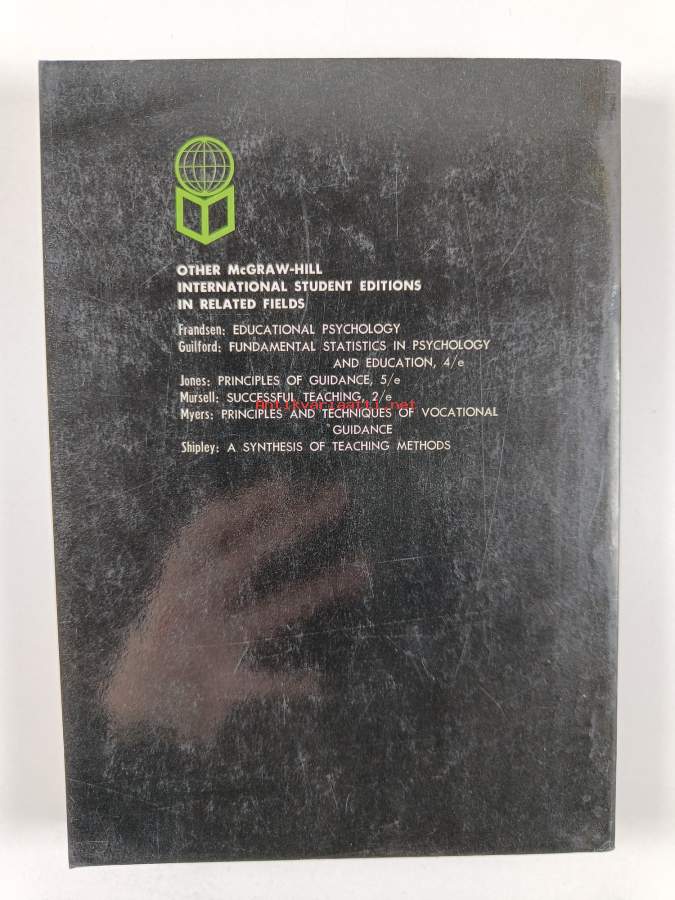 OTHER McGRAW-HILL
INTERNATIONAL STUDENT EDITIONS
IN RELATED FIELDS
Frandsen: EDUCATIONAL PSYCHOLOGY
Guilford: FUNDAMENTAL STATISTICS IN PSYCHOLOGY
AND EDUCATION, 4/e
Jones: PRINCIPLES OF GUIDANCE, 5/e
Mursell: SUCCESSFUL TEACHING, 2/e
Antikvariaatti.net
Myers: PRINCIPLES AND TECHNIQUES OF VOCATIONAL
GUIDANCE
Shipley: A SYNTHESIS OF TEACHING METHODS